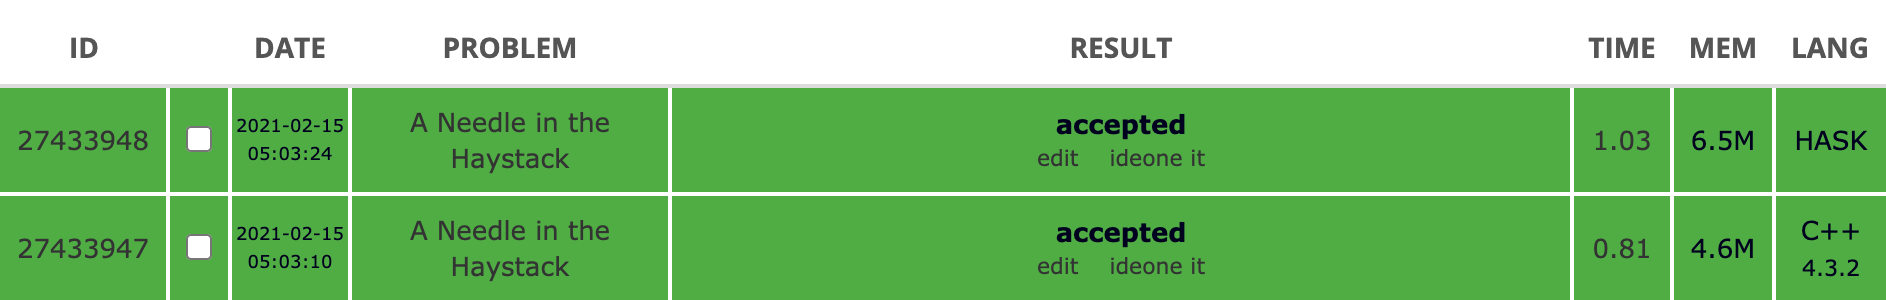 ID DATE PROBLEM RESULT TIME MEM LANG
27433948 2021-02-15 05:03:24 A Needle in the Haystack accepted edit ideone it 1.03 6.5M HASK
27433947 2021-02-15 05:03:10 A Needle in the Haystack accepted edit ideone it 0.81 4.6M C++ 4.3.2